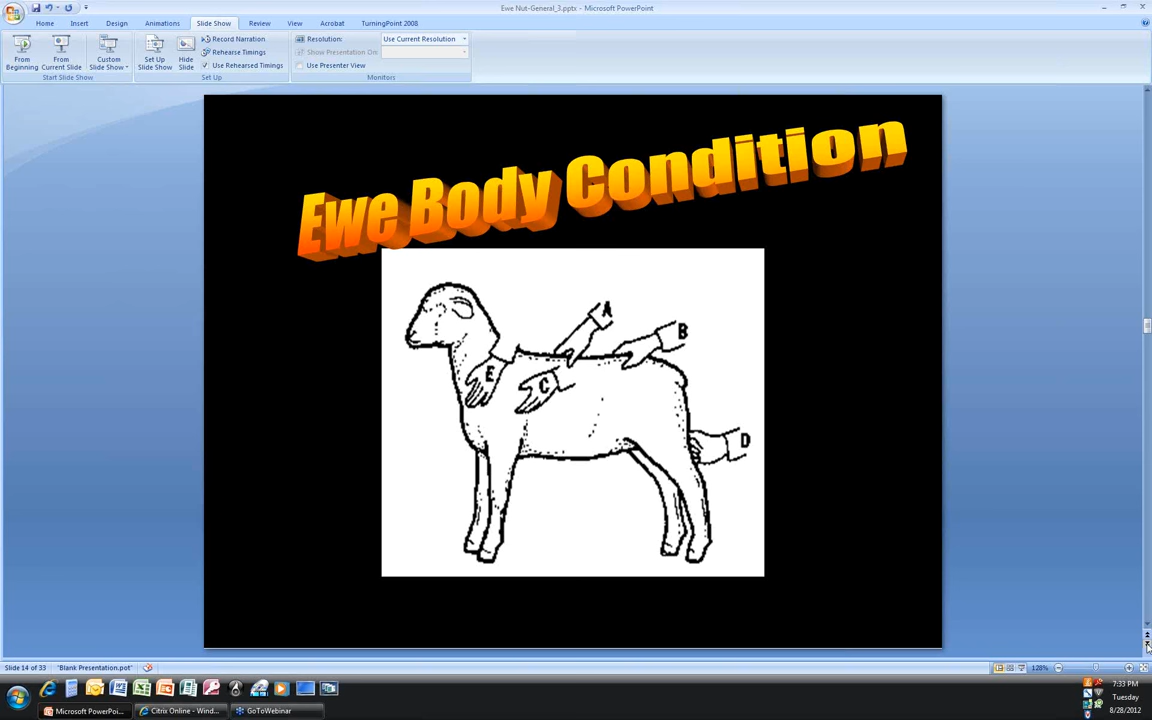 Ewe Nut-General_3.pptx - Microsoft PowerPoint
Home Insert Design Animations Slide Show Review View Acrobat TurningPoint 2008
From Beginning
From Current Slide
Custom Slide Show
Set Up Slide Show
Hide Slide
Record Narration
Rehearse Timings
Use Rehearsed Timings
Resolution: Use Current Resolution
Show Presentation On:
Use Presenter View
Start Slide Show
Set Up
Monitors
Ewe Body Condition
A
B
E
C
D
Slide 14 of 33
"Blank Presentation.pot"
128%
Microsoft PowerPoi...
Citrix Online - Wind...
GoToWebinar
7:33 PM
Tuesday
8/28/2012